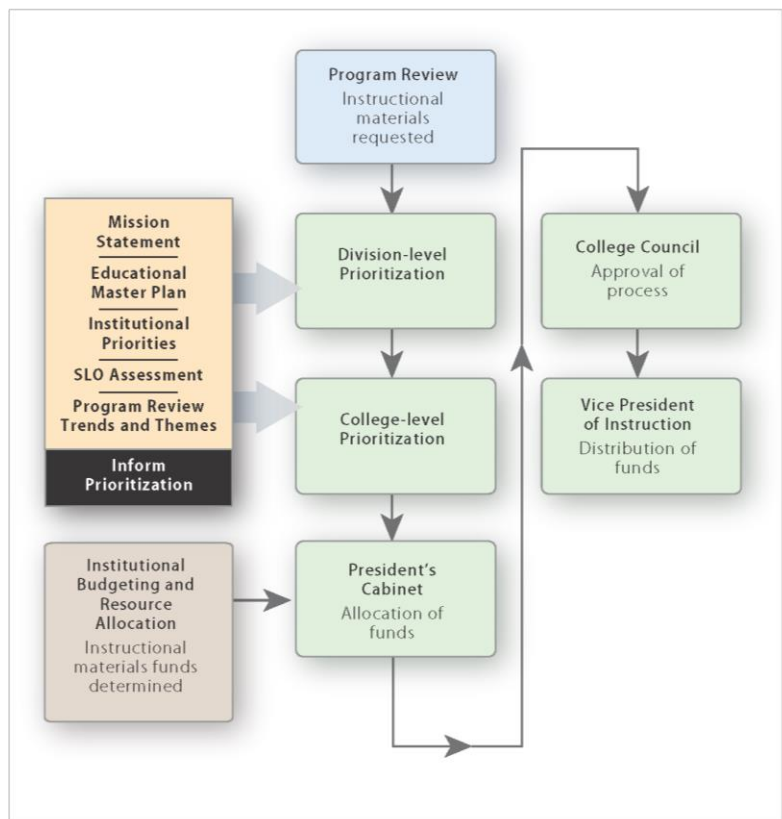 Program Review
Instructional
materials
requested
Mission
Statement
Educational
Master Plan
Institutional
Priorities
SLO Assessment
Program Review
Trends and Themes
Inform
Prioritization
Division-level
Prioritization
College-level
Prioritization
Institutional
Budgeting and
Resource
Allocation
Instructional
materials funds
determined
President's
Cabinet
Allocation of
funds
College Council
Approval of
process
Vice President
of Instruction
Distribution of
funds